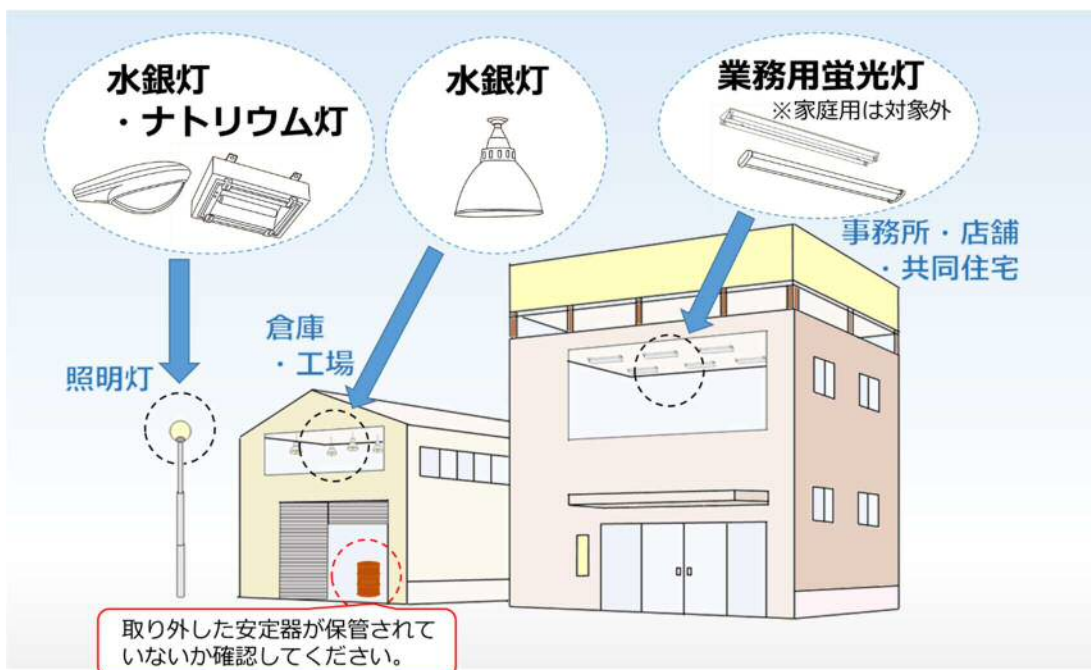 水銀灯
・ナトリウム灯
水銀灯
業務用蛍光灯
※家庭用は対象外
事務所・店舗
・共同住宅
倉庫
・工場
照明灯
取り外した安定器が保管されて
いないか確認してください。